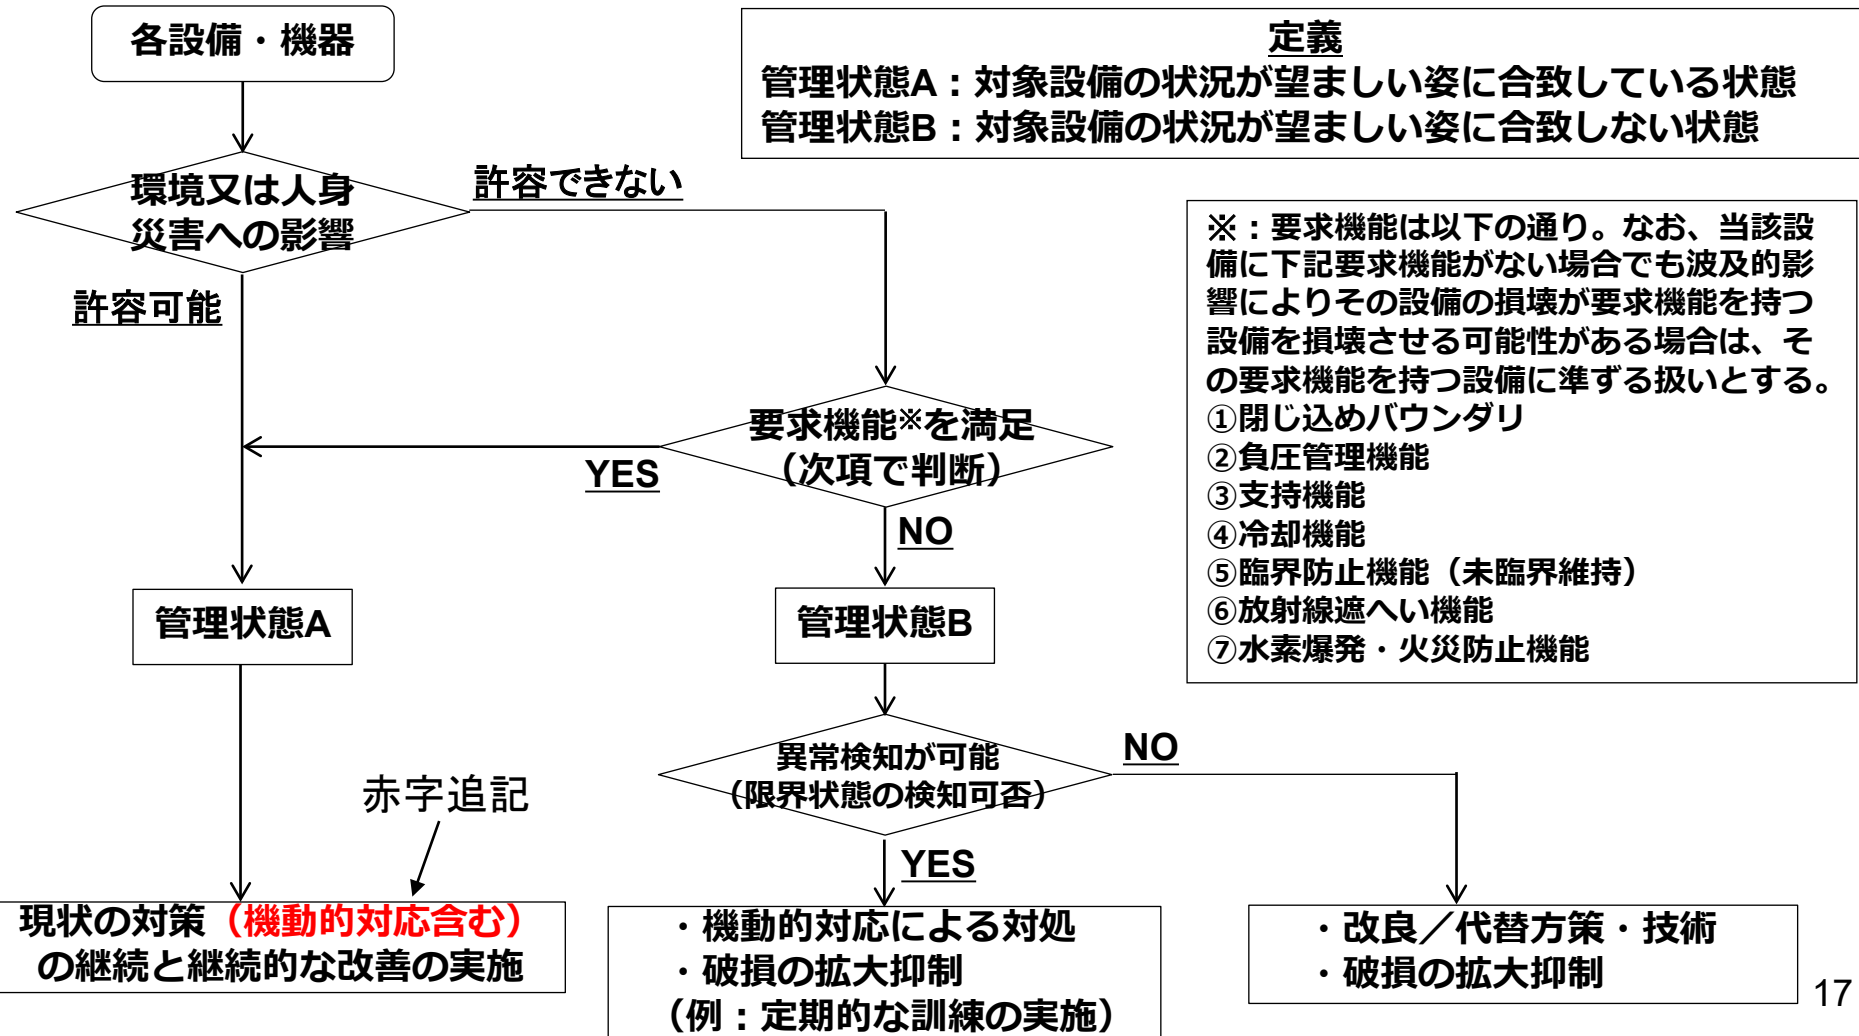 各設備・機器
定義
管理状態A：対象設備の状況が望ましい姿に合致している状態
管理状態B：対象設備の状況が望ましい姿に合致しない状態
環境又は人身
災害への影響
許容できない
許容可能
※：要求機能は以下の通り。なお、当該設
備に下記要求機能がない場合でも波及的影
響によりその設備の損壊が要求機能を持つ
設備を損壊させる可能性がある場合は、そ
の要求機能を持つ設備に準ずる扱いとする。
①閉じ込めバウンダリ
②負圧管理機能
③支持機能
④冷却機能
⑤臨界防止機能（未臨界維持）
⑥放射線遮へい機能
⑦水素爆発・火災防止機能
要求機能※を満足
（次項で判断）
YES
NO
管理状態A
管理状態B
異常検知が可能
（限界状態の検知可否）
NO
YES
赤字追記
現状の対策（機動的対応含む）
の継続と継続的な改善の実施
・機動的対応による対処
・破損の拡大抑制
（例：定期的な訓練の実施）
・改良／代替方策・技術
・破損の拡大抑制
17